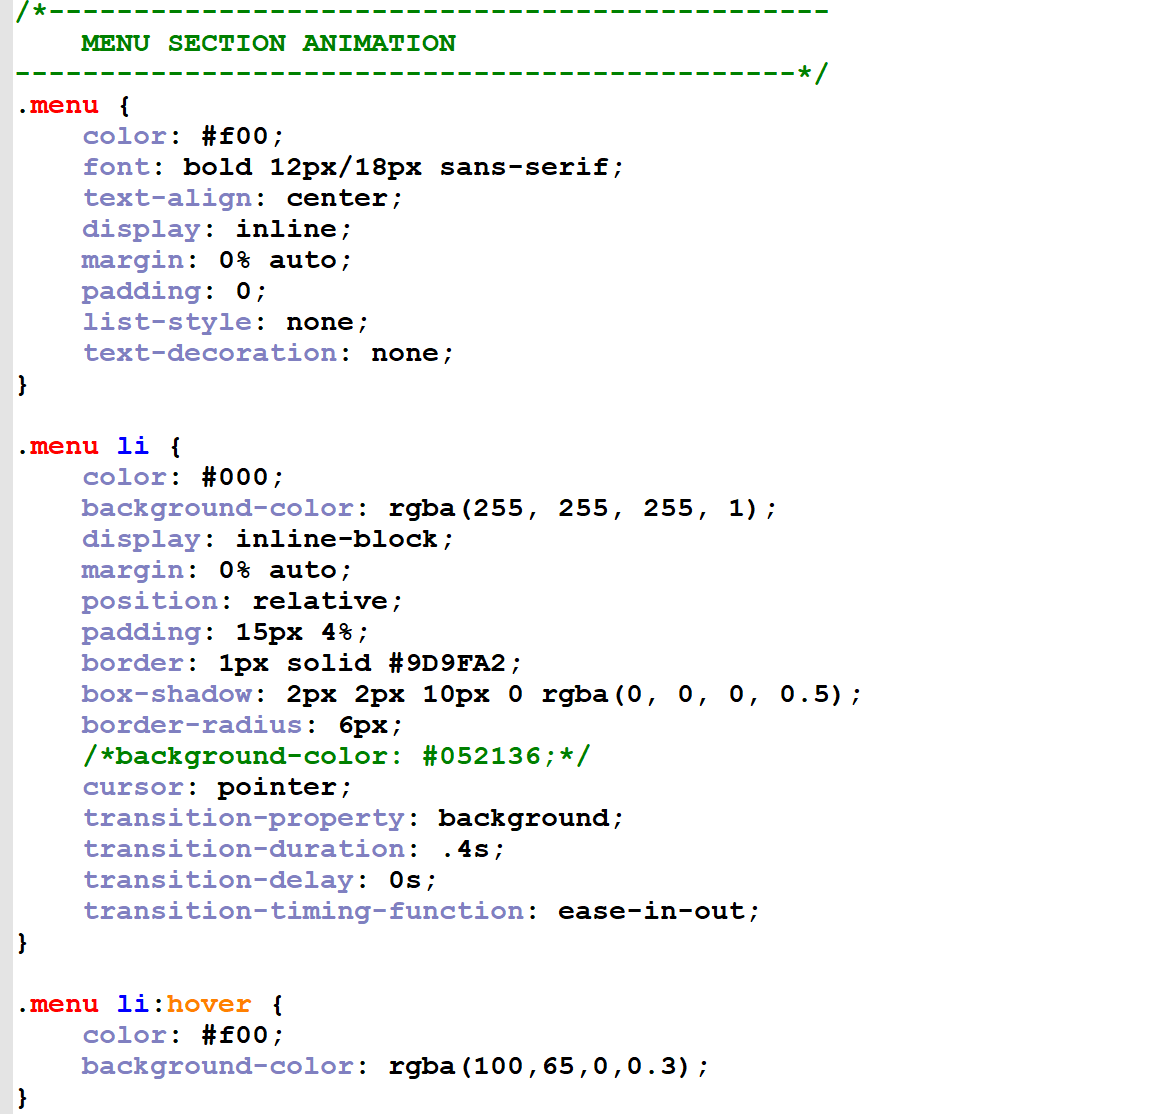 /*----------------------------------------------
    MENU SECTION ANIMATION
----------------------------------------------*/
.menu {
    color: #f00;
    font: bold 12px/18px sans-serif;
    text-align: center;
    display: inline;
    margin: 0% auto;
    padding: 0;
    list-style: none;
    text-decoration: none;
}

.menu li {
    color: #000;
    background-color: rgba(255, 255, 255, 1);
    display: inline-block;
    margin: 0% auto;
    position: relative;
    padding: 15px 4%;
    border: 1px solid #9D9FA2;
    box-shadow: 2px 2px 10px 0 rgba(0, 0, 0, 0.5);
    border-radius: 6px;
    /*background-color: #052136;*/
    cursor: pointer;
    transition-property: background;
    transition-duration: .4s;
    transition-delay: 0s;
    transition-timing-function: ease-in-out;
}

.menu li:hover {
    color: #f00;
    background-color: rgba(100,65,0,0.3);
}